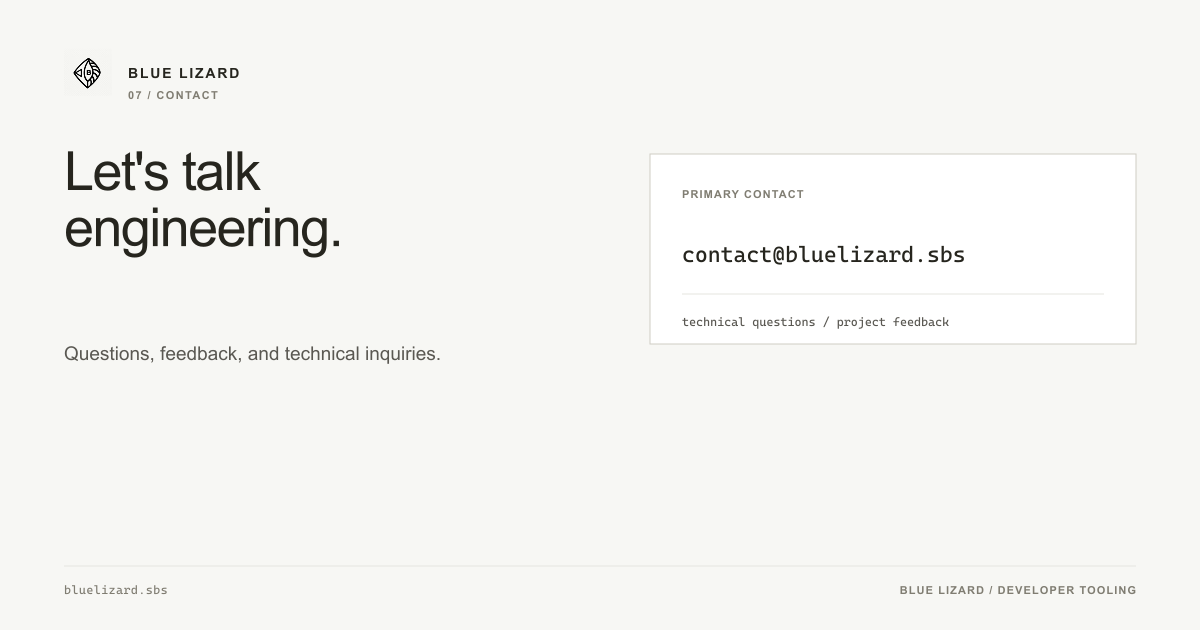 BLUE LIZARD
07 / CONTACT
Let's talk
engineering.
Questions, feedback, and technical inquiries.
PRIMARY CONTACT
contact@bluelizard.sbs
technical questions / project feedback
bluelizard.sbs
BLUE LIZARD / DEVELOPER TOOLING